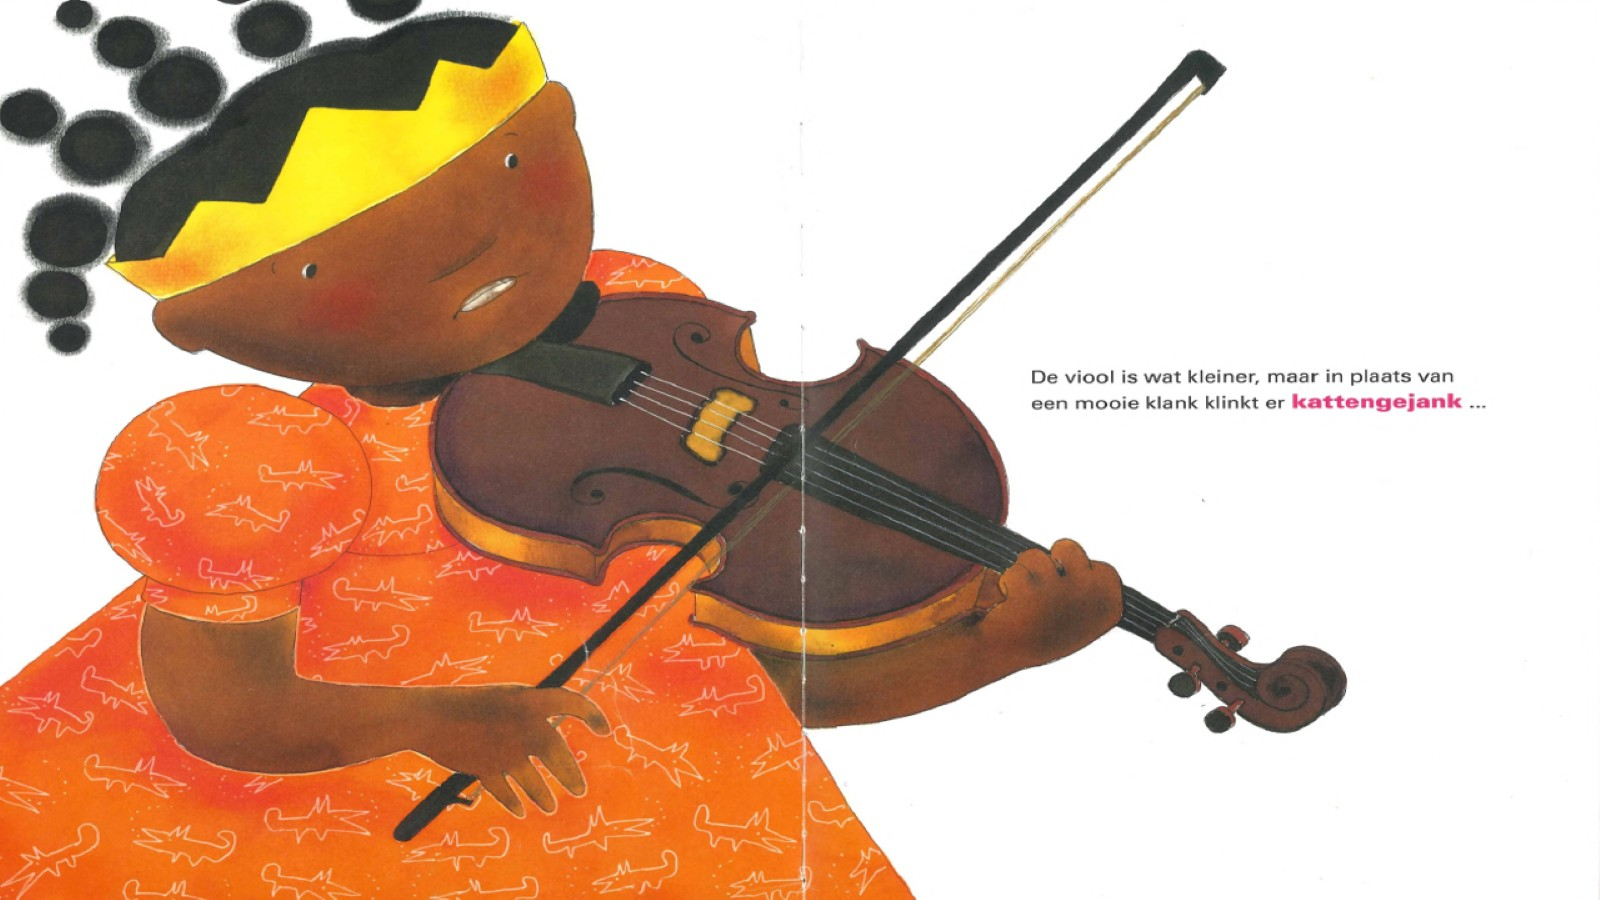 De viool is wat kleiner, maar in plaats van
een mooie klank klinkt er kattengejank ...